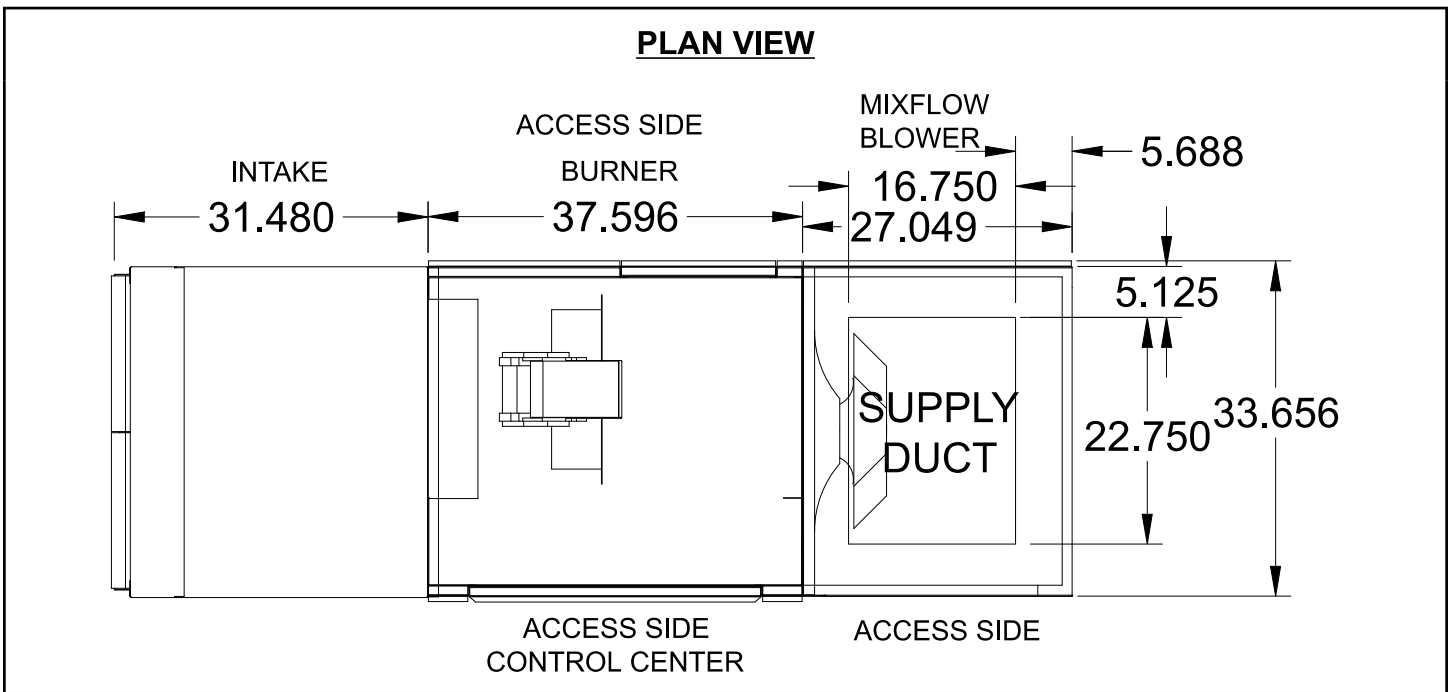 PLAN VIEW
MIXFLOW
BLOWER
ACCESS SIDE
5.688
INTAKE
BURNER
16.750
31.480
37.596
27.049
5.125
SUPPLY
DUCT
33.656
22.750
ACCESS SIDE
CONTROL CENTER
ACCESS SIDE